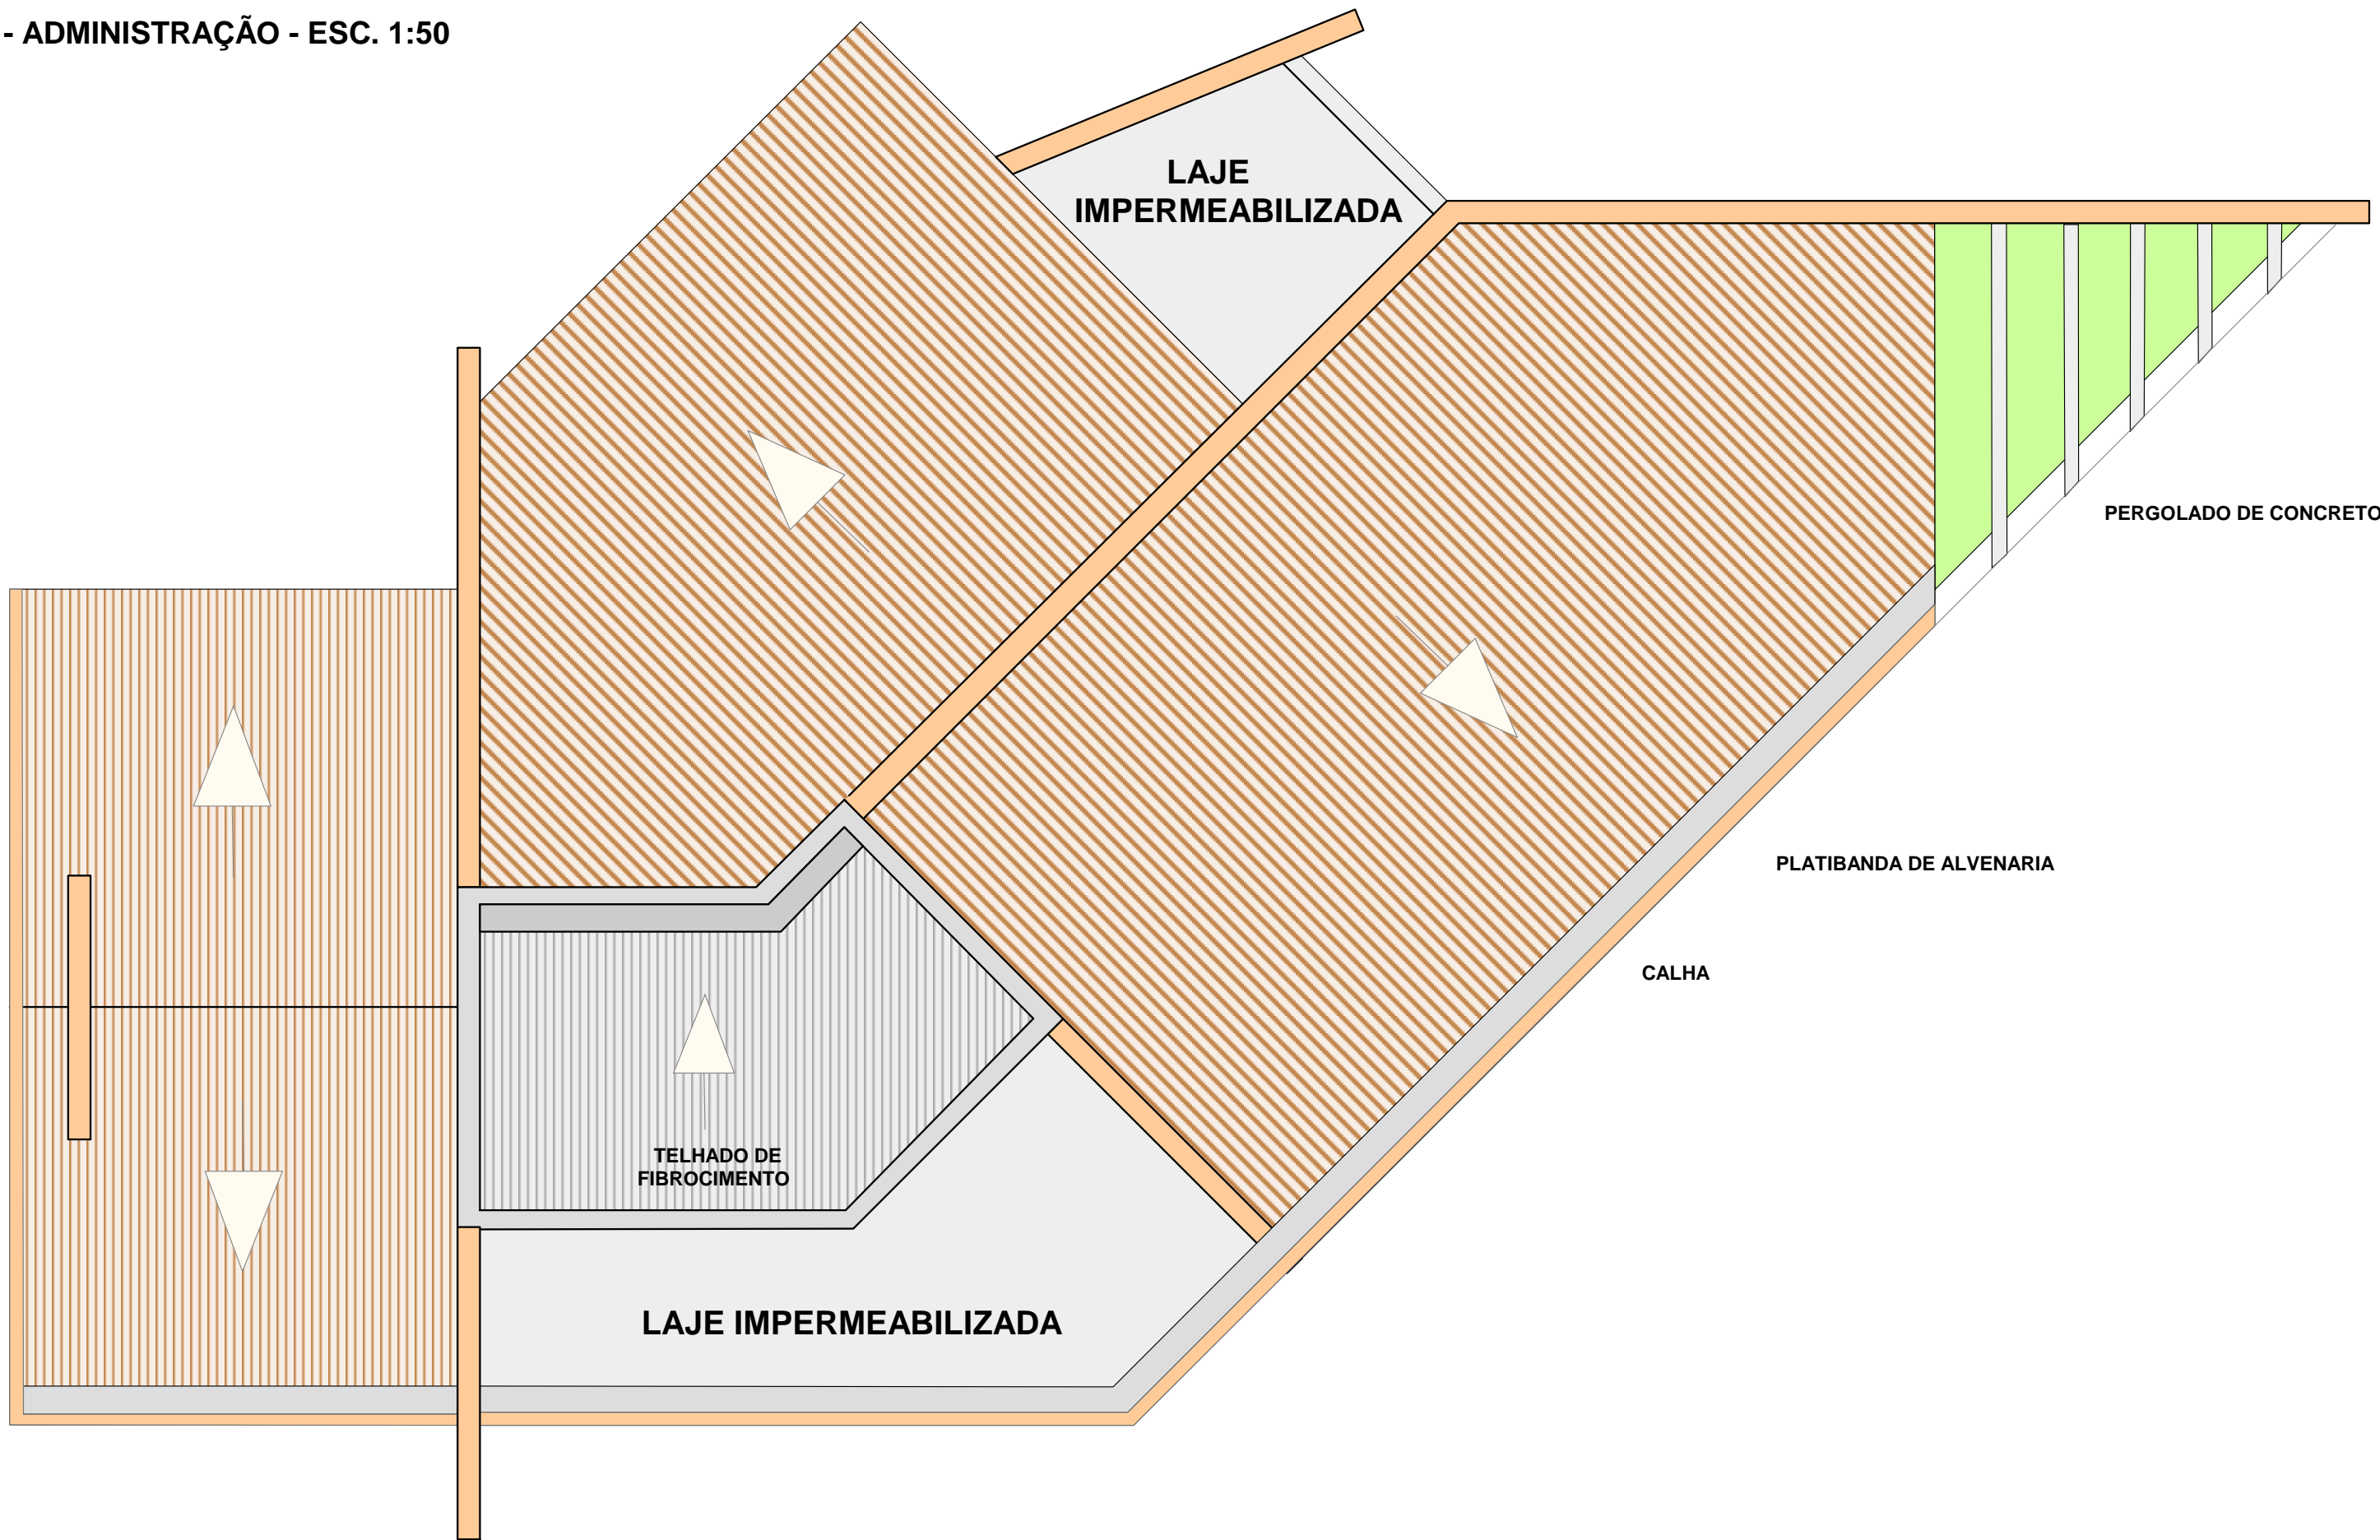 - ADMINISTRAÇÃO - ESC. 1:50
LAJE
IMPERMEABILIZADA
PERGOLADO DE CONCRETO
PLATIBANDA DE ALVENARIA
CALHA
TELHADO DE
FIBROCIMENTO
LAJE IMPERMEABILIZADA